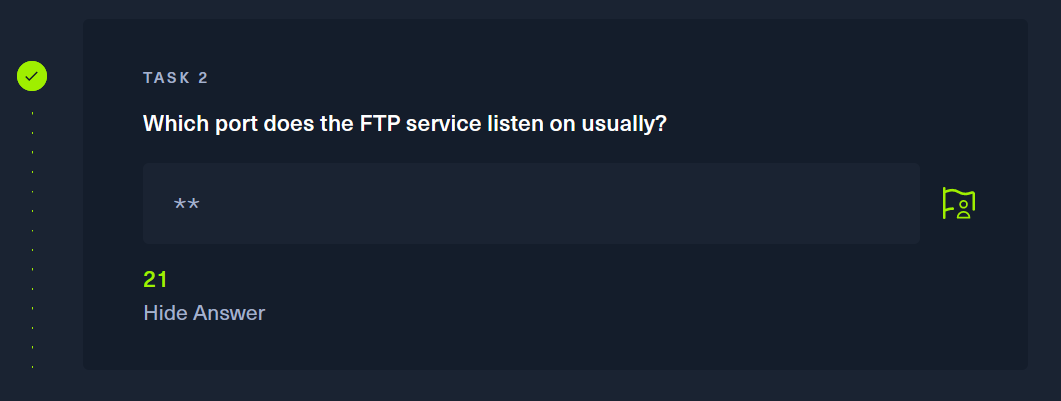 TASK 2
Which port does the FTP service listen on usually?
**
21
Hide Answer